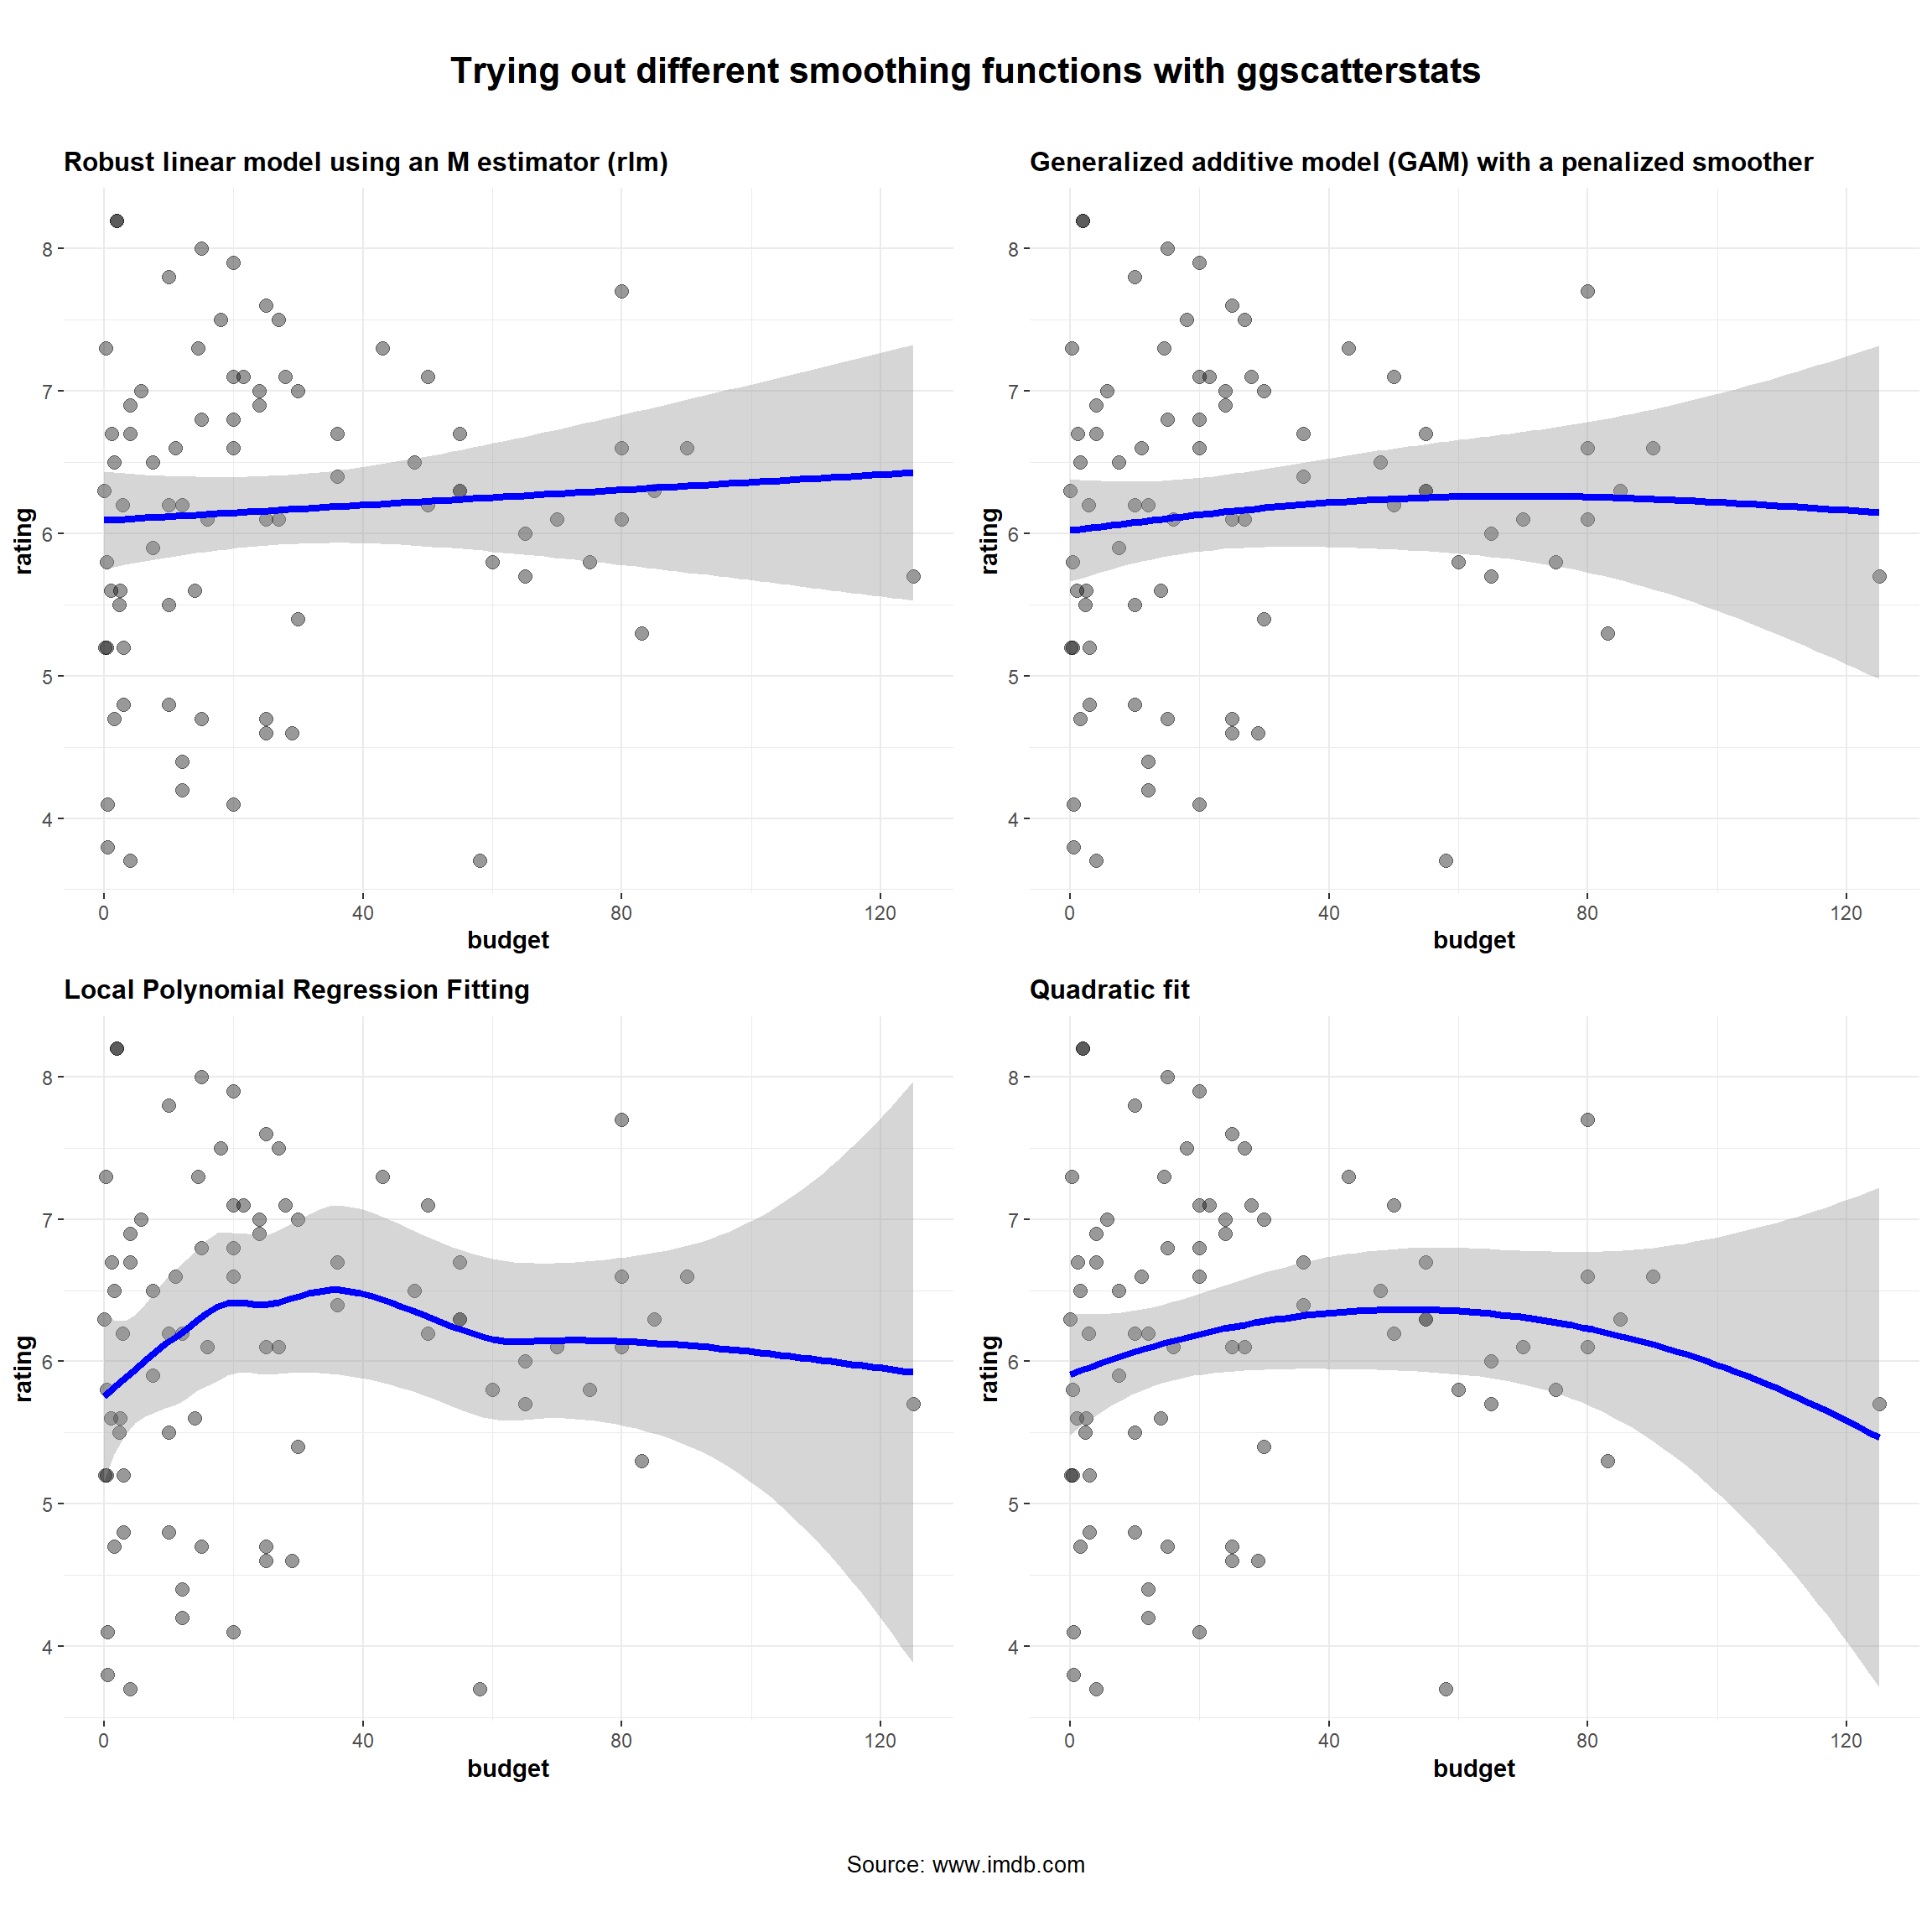 Trying out different smoothing functions with ggscatterstats
Robust linear model using an M estimator (rlm)
8
7
6
5
4
rating
0 40 80 120
budget
Generalized additive model (GAM) with a penalized smoother
8
7
6
5
4
rating
0 40 80 120
budget
Local Polynomial Regression Fitting
8
7
6
5
4
rating
0 40 80 120
budget
Quadratic fit
8
7
6
5
4
rating
0 40 80 120
budget
Source: www.imdb.com